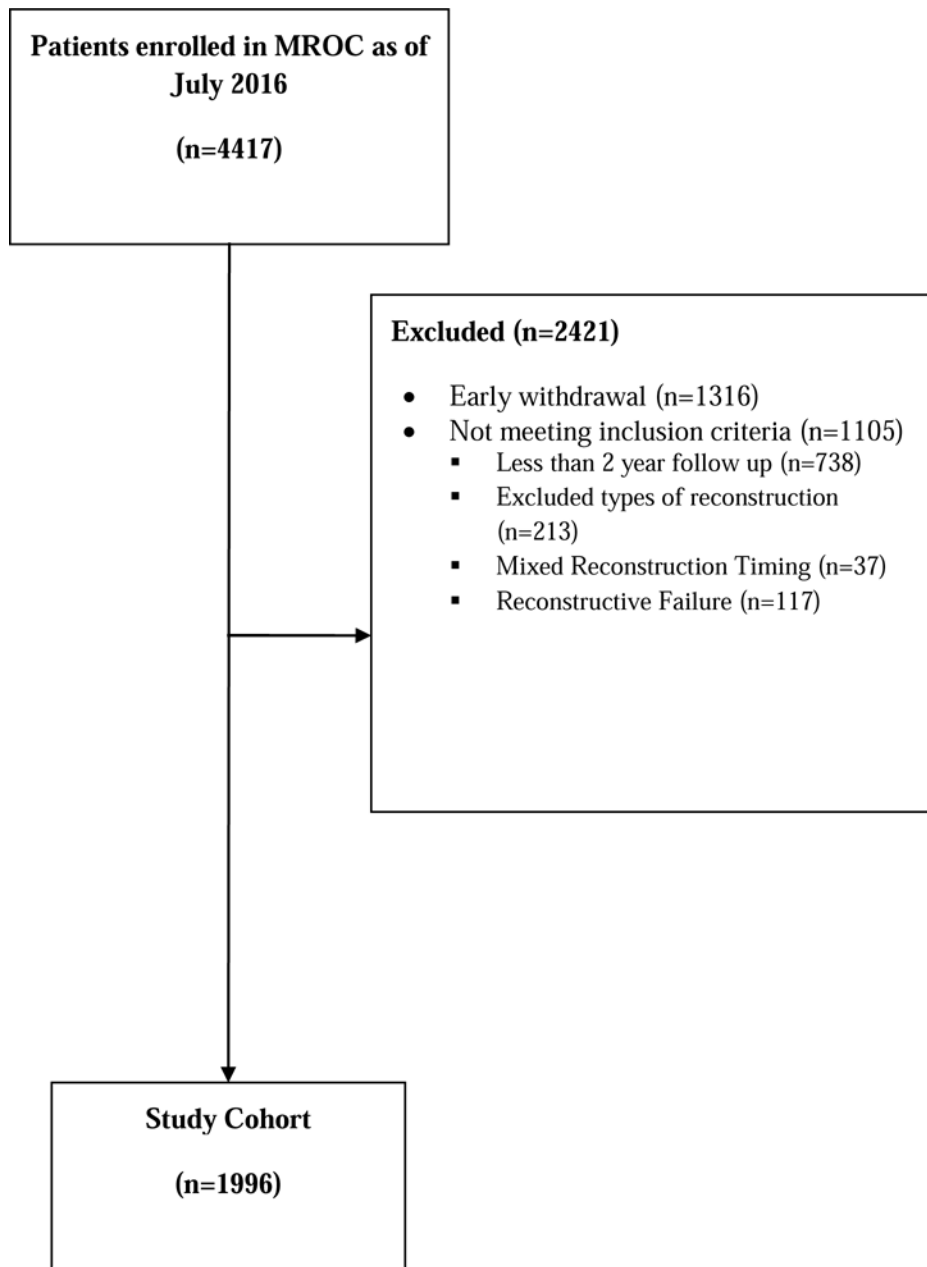 Patients enrolled in MROC as of
July 2016
(n=4417)
Excluded (n=2421)
• Early withdrawal (n=1316)
• Not meeting inclusion criteria (n=1105)
▪ Less than 2 year follow up (n=738)
▪ Excluded types of reconstruction
(n=213)
▪ Mixed Reconstruction Timing (n=37)
▪ Reconstructive Failure (n=117)
Study Cohort
(n=1996)